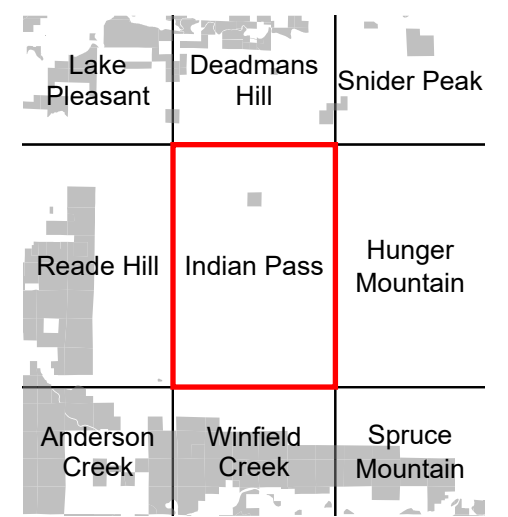 Lake
Pleasant
Deadmans
Hill
Snider Peak
Reade Hill
Indian Pass
Hunger
Mountain
Anderson
Creek
Winfield
Creek
Spruce
Mountain